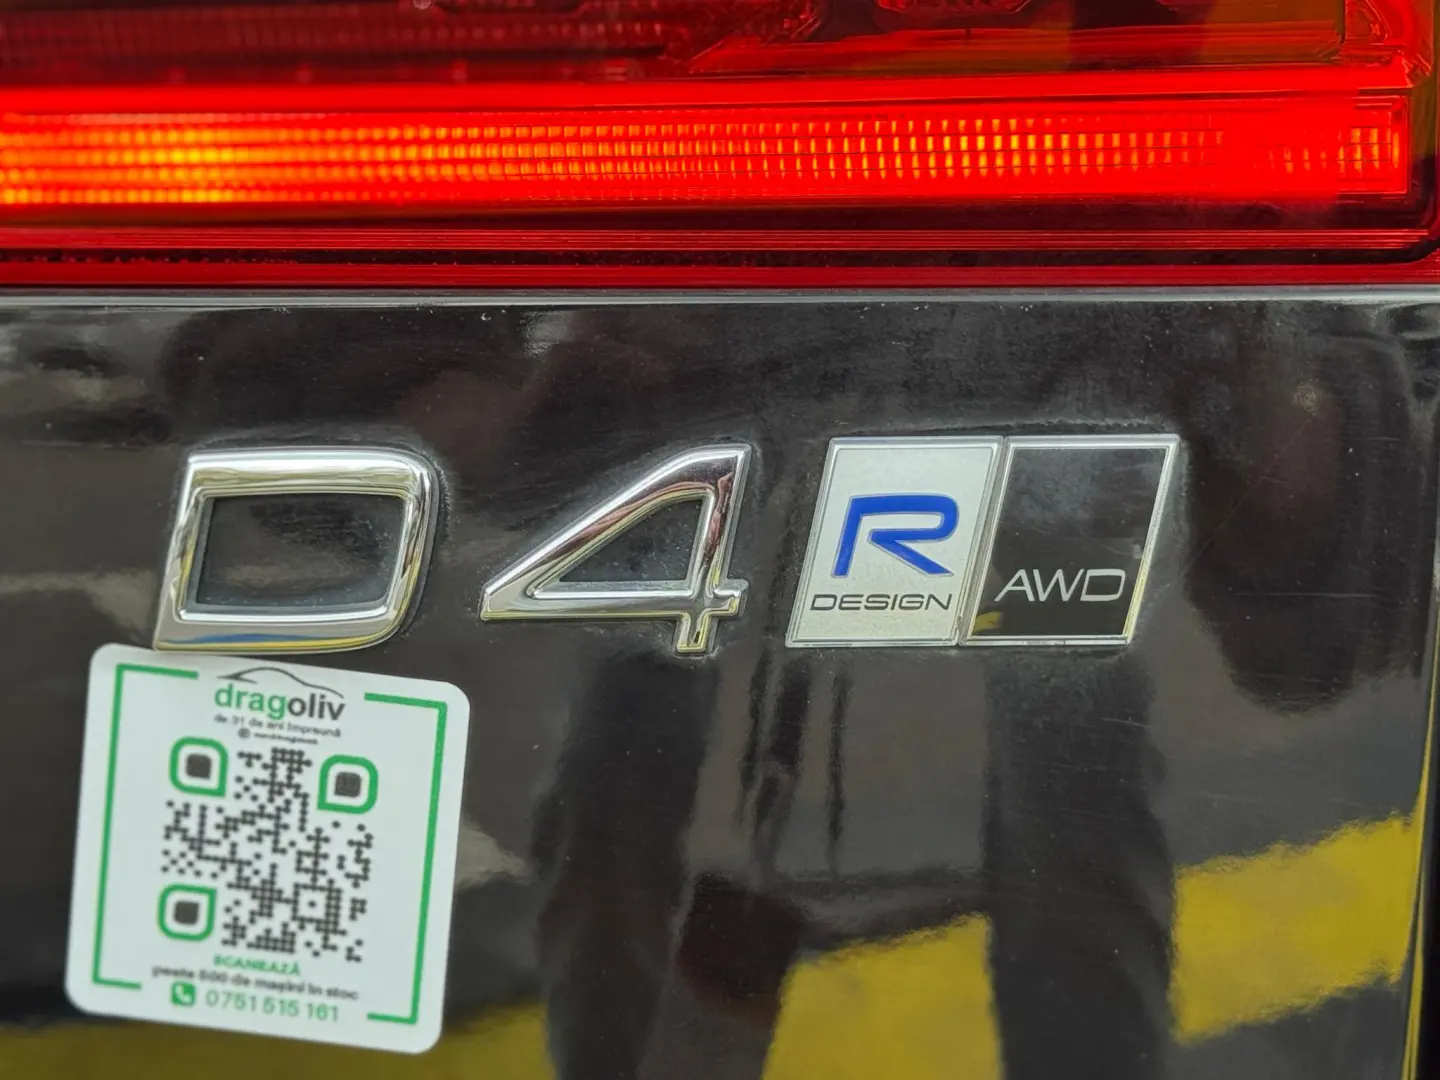 D4
R
DESIGN
AWD
dragoliv
de 31 de ani împreună
SCANEAZĂ
peste 500 de mașini în stoc
0751 515 161